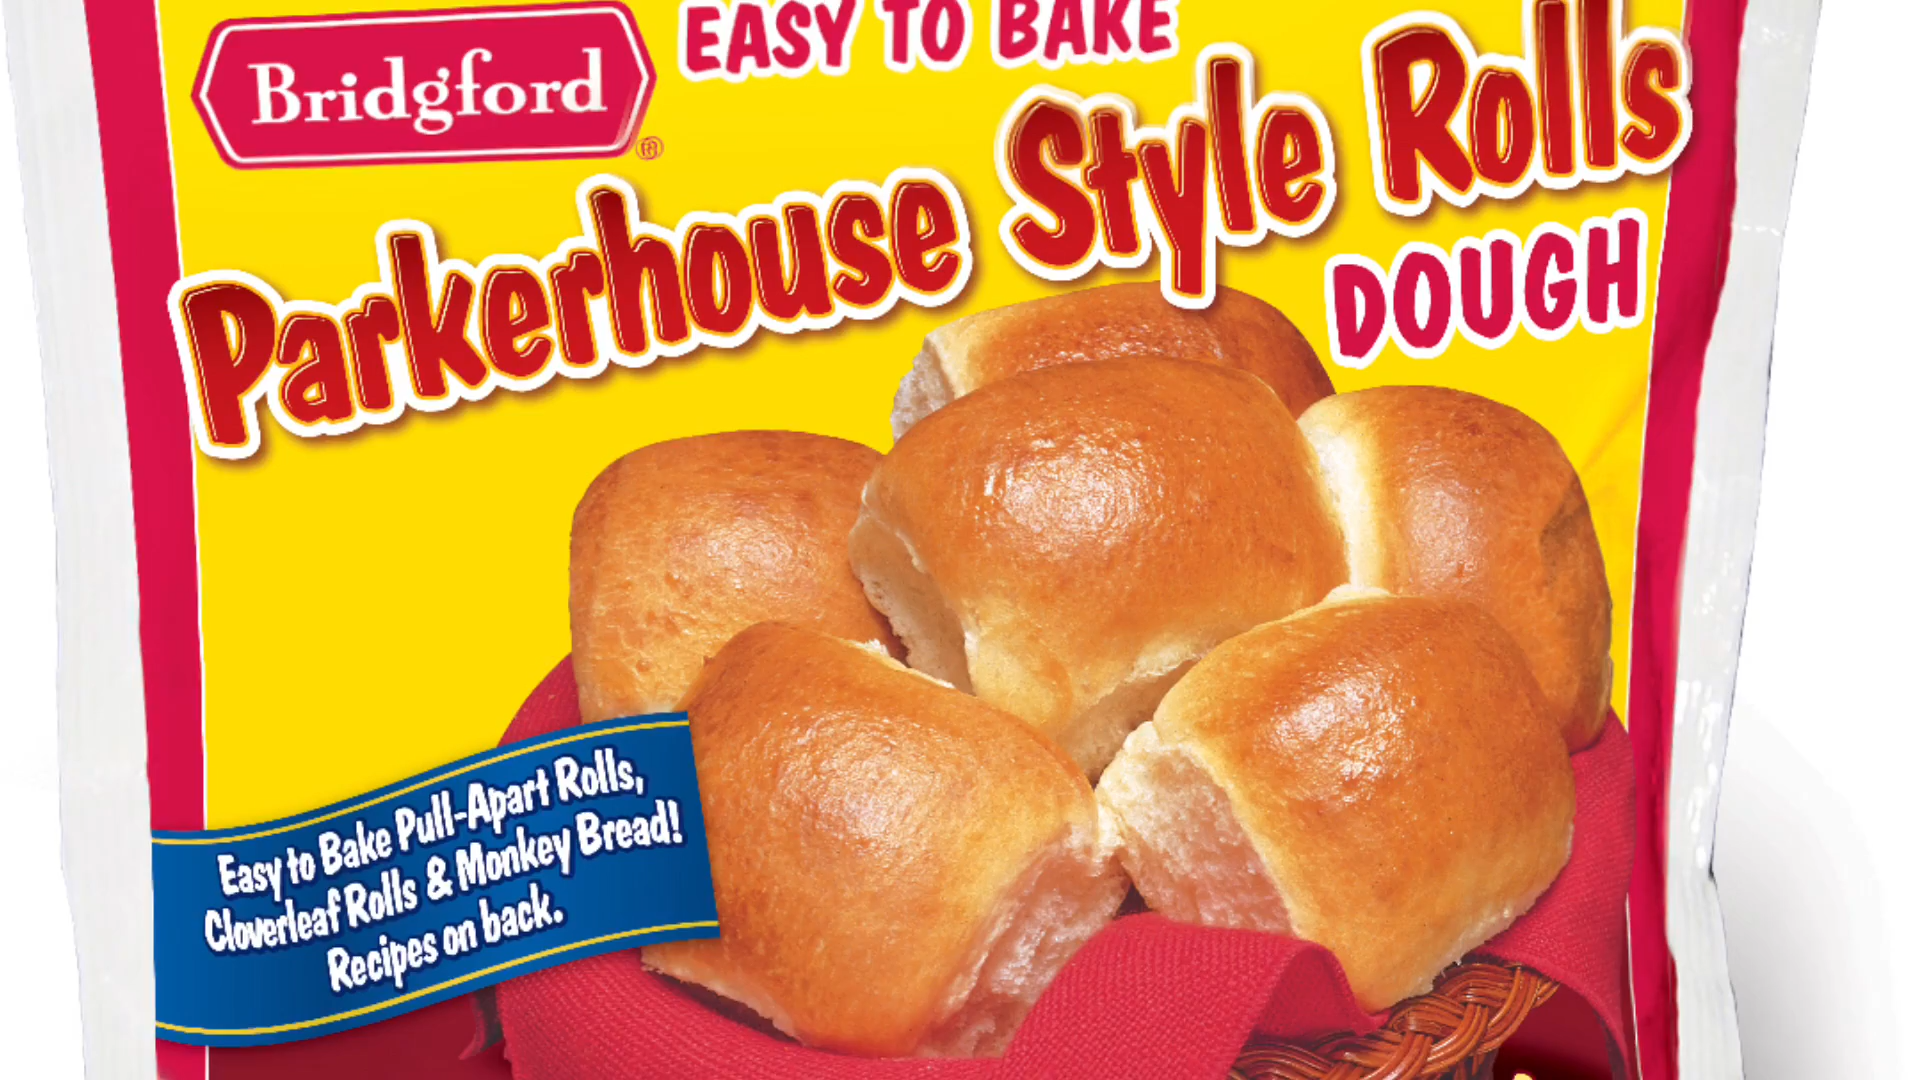 Bridgford®
EASY TO BAKE
Parkerhouse Style Rolls
DOUGH
Easy to Bake Pull-Apart Rolls,
Cloverleaf Rolls & Monkey Bread!
Recipes on back.